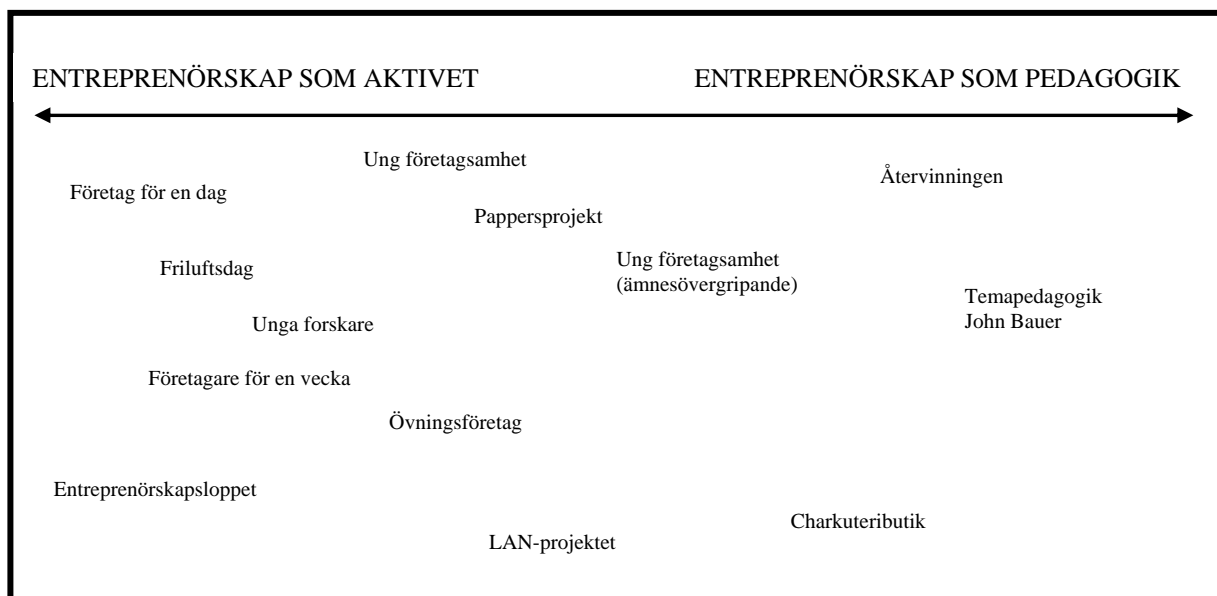 ENTREPRENÖRSKAP SOM AKTIVET
ENTREPRENÖRSKAP SOM PEDAGOGIK
Ung företagsamhet
Återvinningen
Företag för en dag
Pappersprojekt
Ung företagsamhet
(ämnesövergripande)
Friluftsdag
Temapedagogik
John Bauer
Unga forskare
Företagare för en vecka
Övningsföretag
Entreprenörskapsloppet
Charkuteributik
LAN-projektet